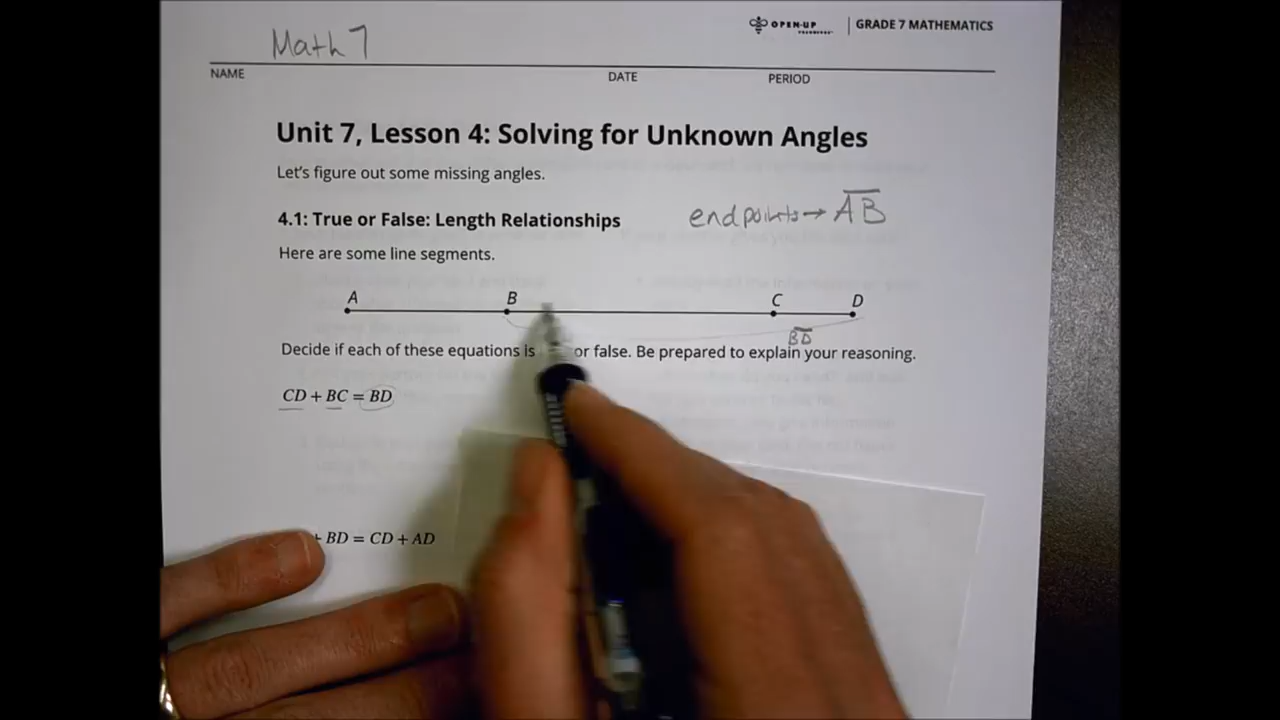 OPEN-UP
GRADE 7 MATHEMATICS
Math 7
NAME DATE PERIOD
Unit 7, Lesson 4: Solving for Unknown Angles
Let's figure out some missing angles.
4.1: True or False: Length Relationships
endpoints → AB
Here are some line segments.
A B C D
BD
Decide if each of these equations is or false. Be prepared to explain your reasoning.
CD + BC = BD
+ BD = CD + AD